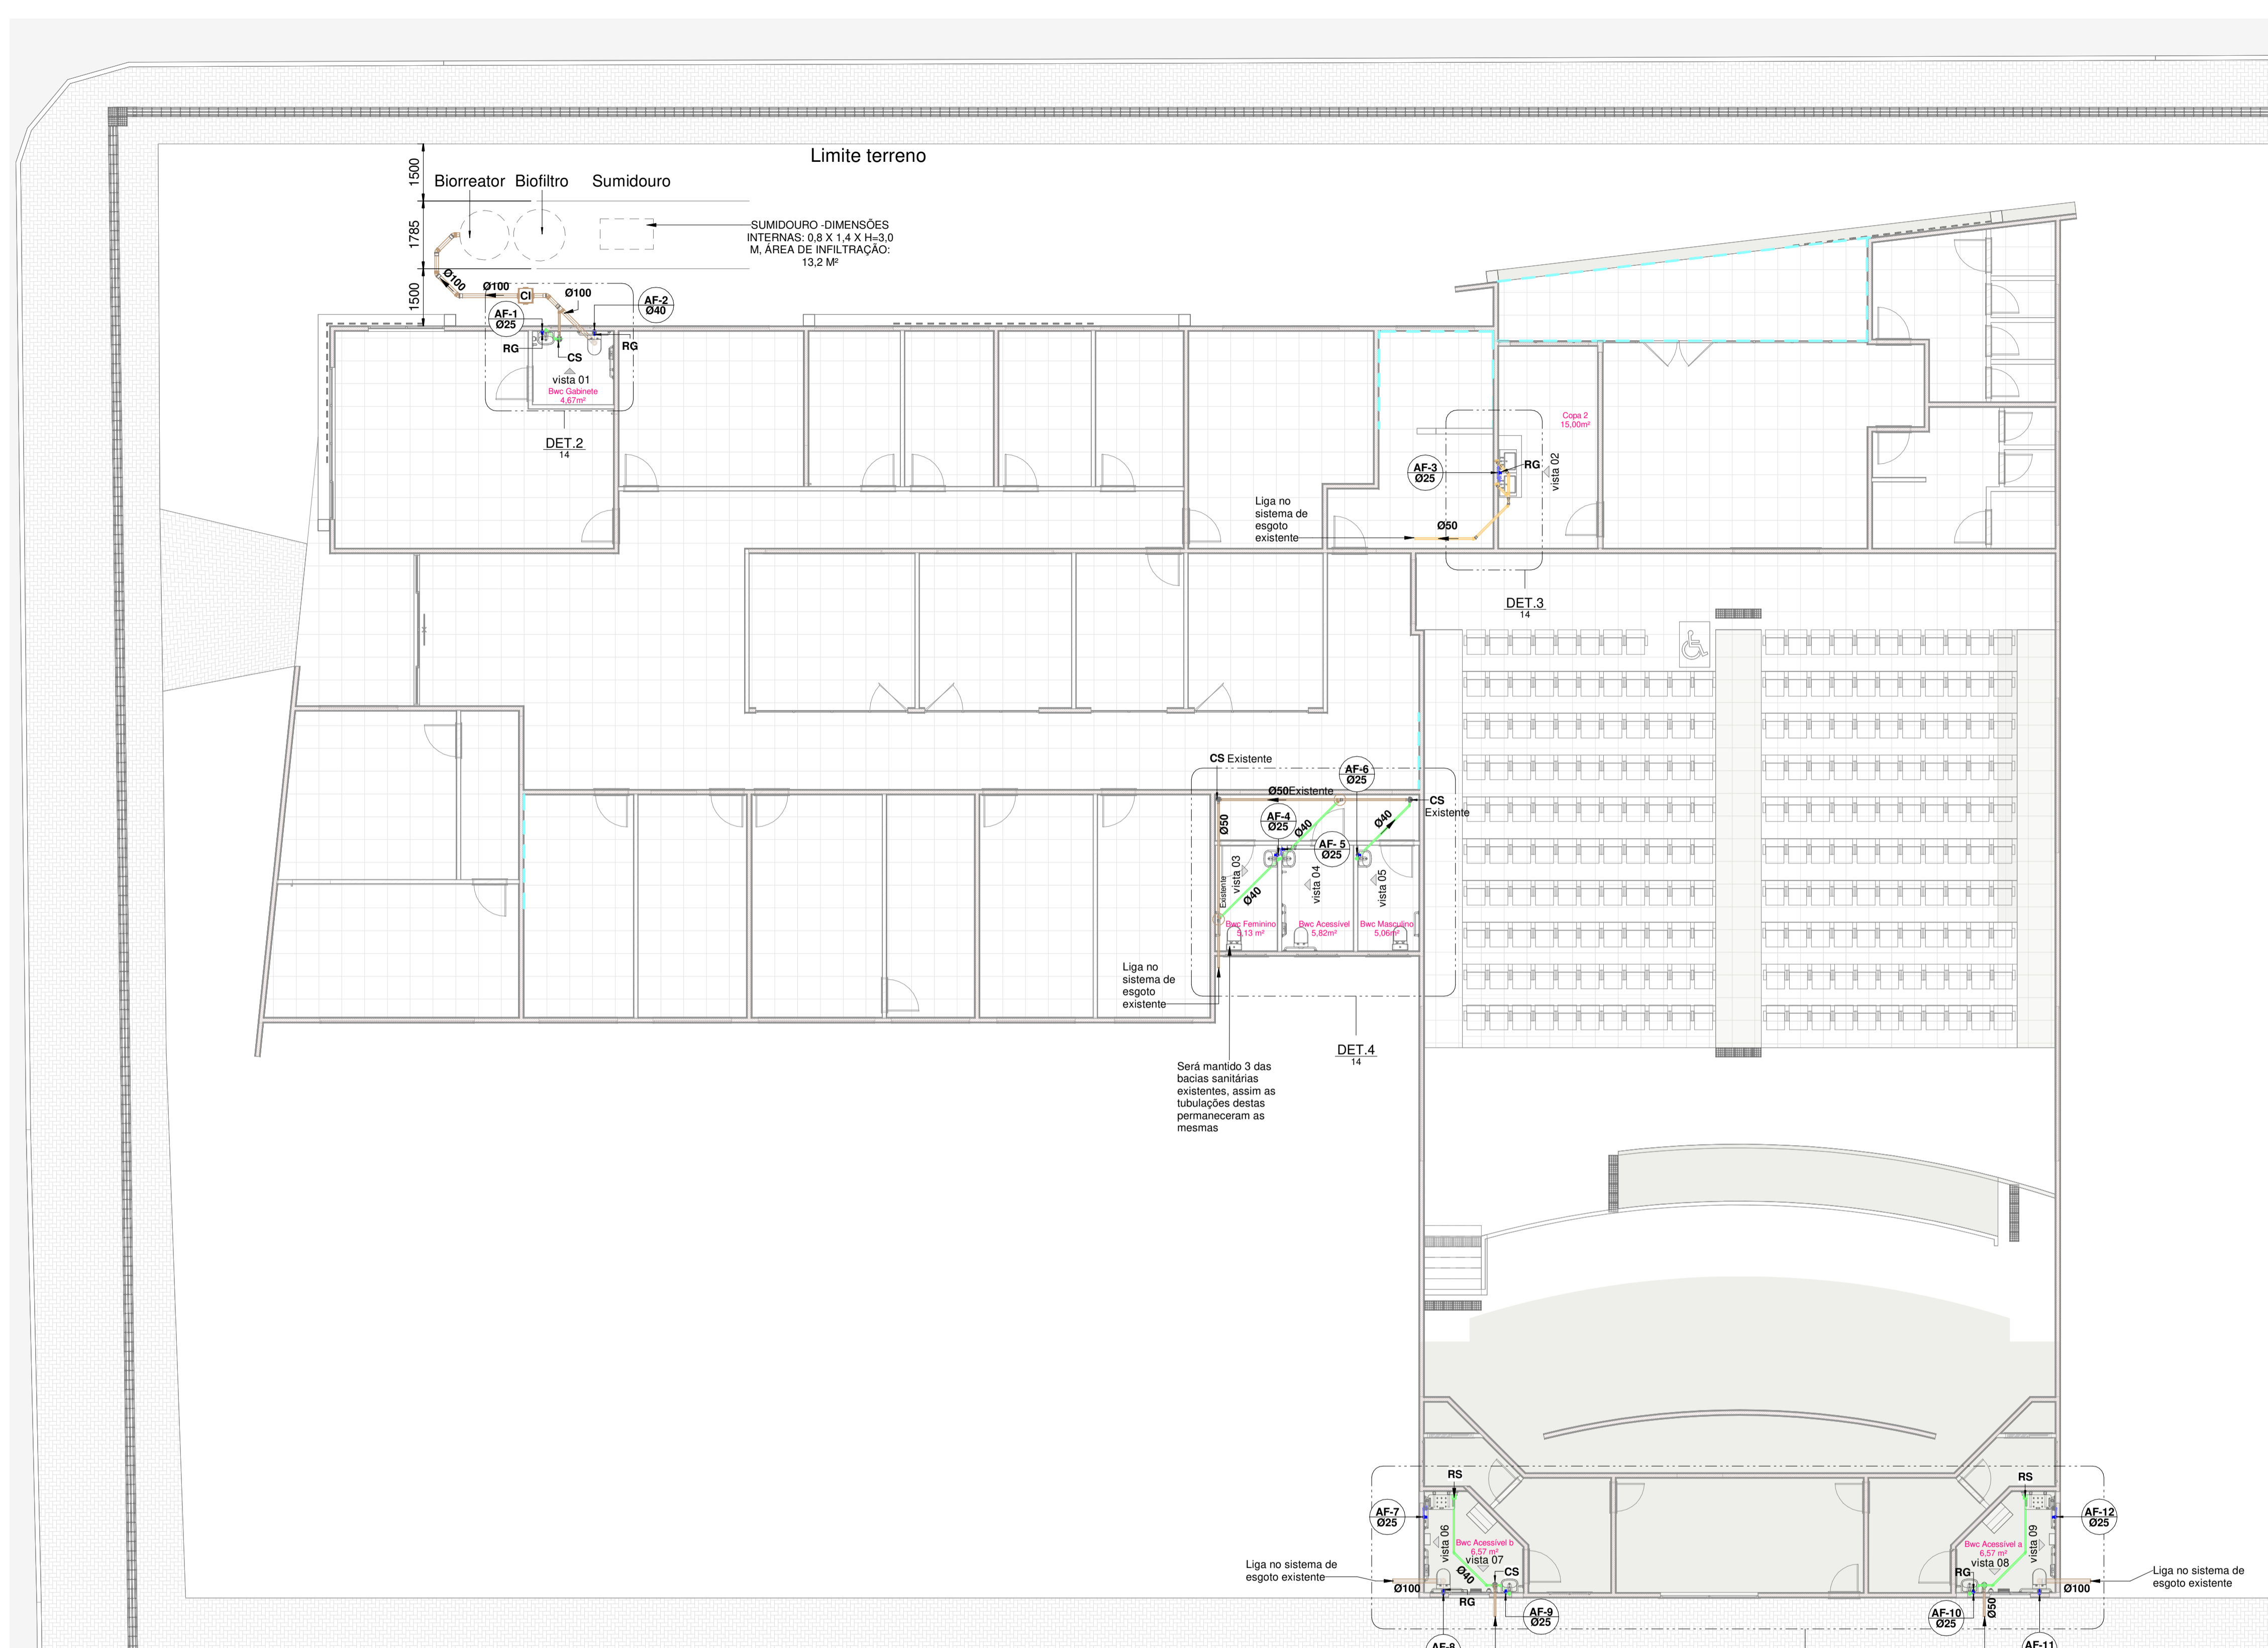 Limite terreno
1500
Biorreator
Biofiltro
Sumidouro
1785
SUMIDOURO -DIMENSÕES
INTERNAS: 0,8 X 1,4 X H=3,0
M, ÁREA DE INFILTRAÇÃO:
13,2 M²
1500
Ø100
Ø100
CI
Ø100
AF-1
Ø25
AF-2
Ø40
RG
RG
CS
vista 01
Bwc Gabinete
4,67m²
DET.2
14
Copa 2
15,00m²
AF-3
Ø25
RG
vista 02
Liga no
sistema de
esgoto
existente
Ø50
DET.3
14
CS Existente
AF-6
Ø25
Ø50Existente
CS
Existente
Ø50
AF-4
Ø25
Ø40
Ø40
AF- 5
Ø25
vista 03
vista 04
vista 05
Existente
Ø40
Bwc Feminino
5,13 m²
Bwc Acessível
5,82m²
Bwc Masculino
5,06m²
Liga no
sistema de
esgoto
existente
DET.4
14
Será mantido 3 das
bacias sanitárias
existentes, assim as
tubulações destas
permaneceram as
mesmas
RS
RS
AF-7
Ø25
AF-12
Ø25
vista 06
Bwc Acessível b
6,57 m²
vista 07
Bwc Acessível a
6,57 m²
vista 08
vista 09
Liga no sistema de
esgoto existente
Ø40
CS
RG
Liga no sistema de
esgoto existente
Ø100
RG
Ø100
AF-9
Ø25
AF-10
Ø25
Ø50
AF-8
AF-11